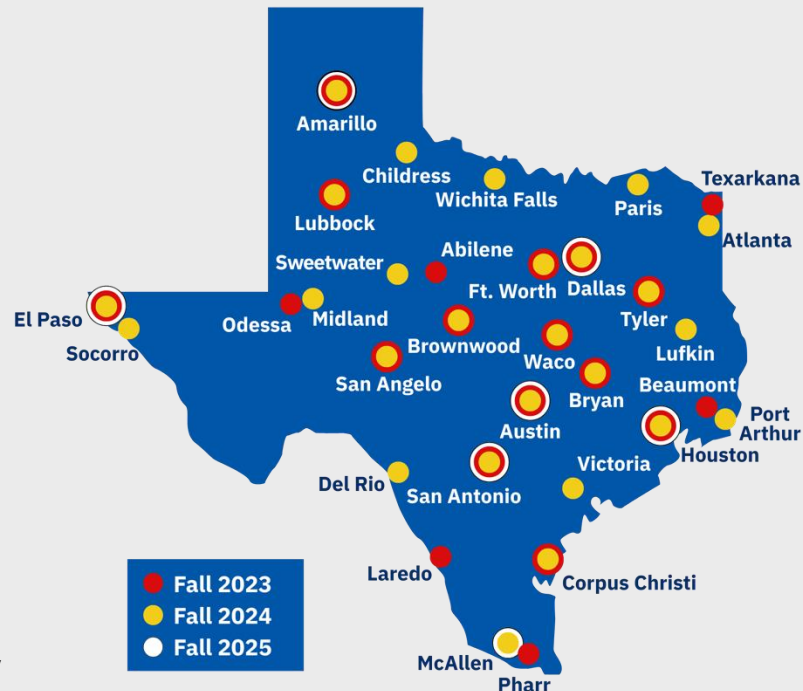 Amarillo
Childress
Wichita Falls
Paris
Texarkana
Atlanta
Lubbock
Sweetwater
Abilene
Ft. Worth
Dallas
Tyler
El Paso
Socorro
Odessa
Midland
Brownwood
Waco
Lufkin
San Angelo
Bryan
Beaumont
Port
Arthur
Austin
Houston
Del Rio
San Antonio
Victoria
Laredo
Corpus Christi
McAllen
Pharr
Fall 2023
Fall 2024
Fall 2025